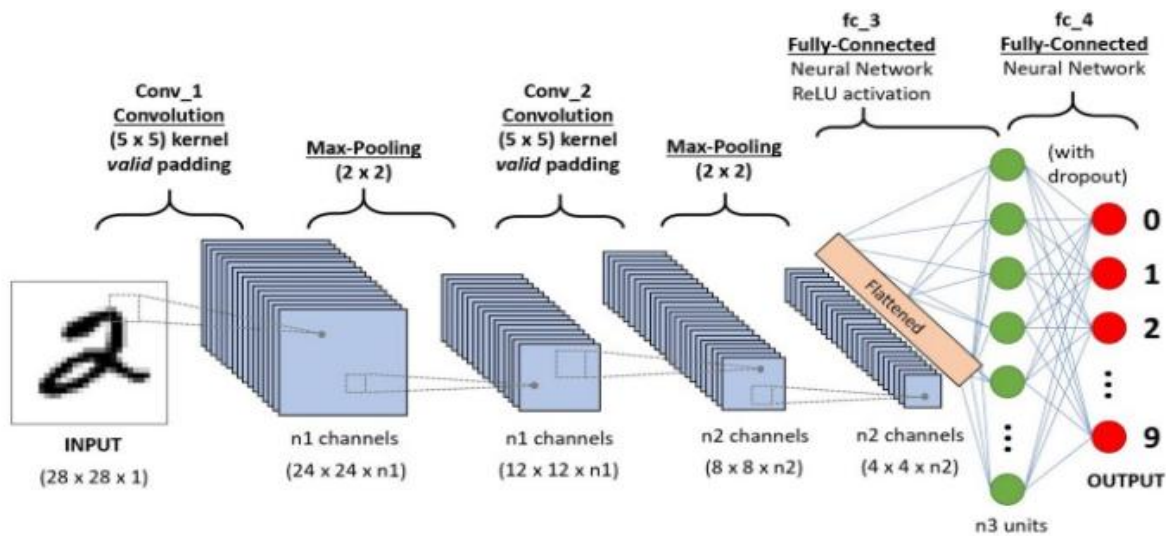 fc_3
Fully-Connected
Neural Network
ReLU activation
fc_4
Fully-Connected
Neural Network
Conv_1
Convolution
(5 x 5) kernel
valid padding
Max-Pooling
(2 x 2)
Conv_2
Convolution
(5 x 5) kernel
valid padding
Max-Pooling
(2 x 2)
(with
dropout)
Flattened
0
1
2
9
INPUT
(28 x 28 x 1)
n1 channels
(24 x 24 x n1)
n1 channels
(12 x 12 x n1)
n2 channels
(8 x 8 x n2)
n2 channels
(4 x 4 x n2)
OUTPUT
n3 units